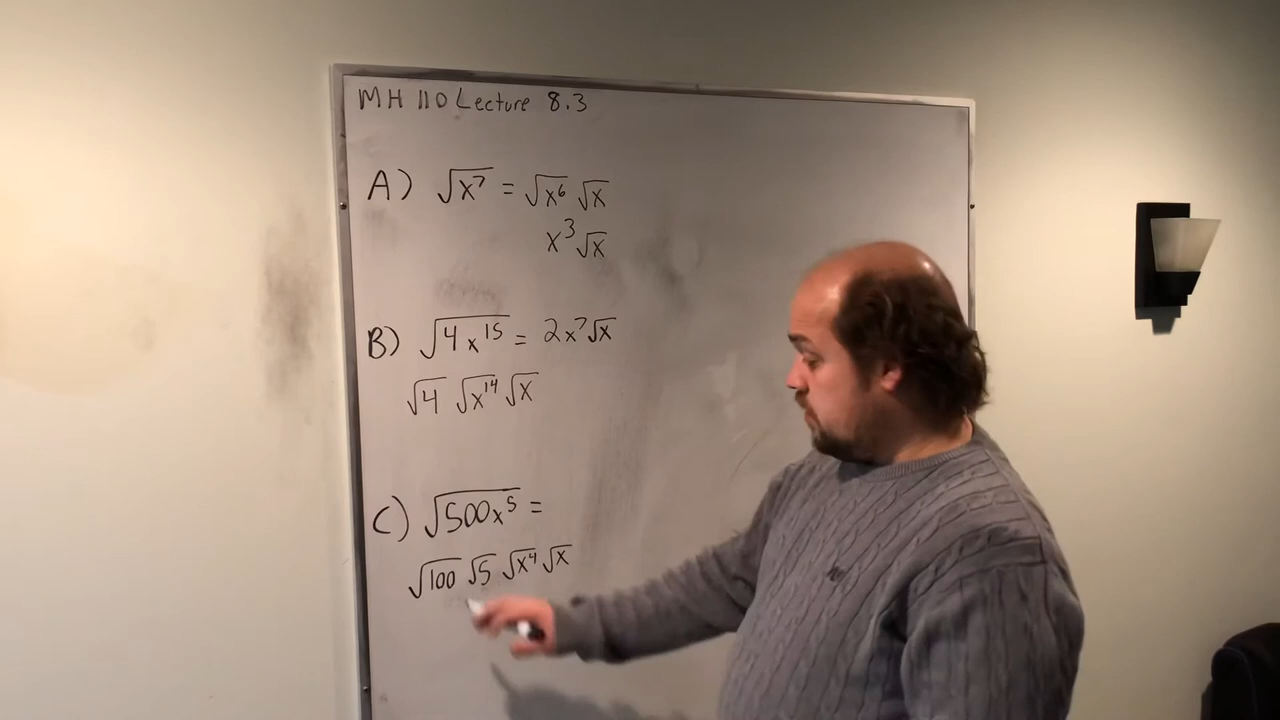 MH 110 Lecture 8.3
A) √x⁷ = √x⁶ √x
x³√x
B) √4x¹⁵ = 2x⁷√x
√4 √x¹⁴ √x
C) √500x⁵ =
√100 √5 √x⁴ √x